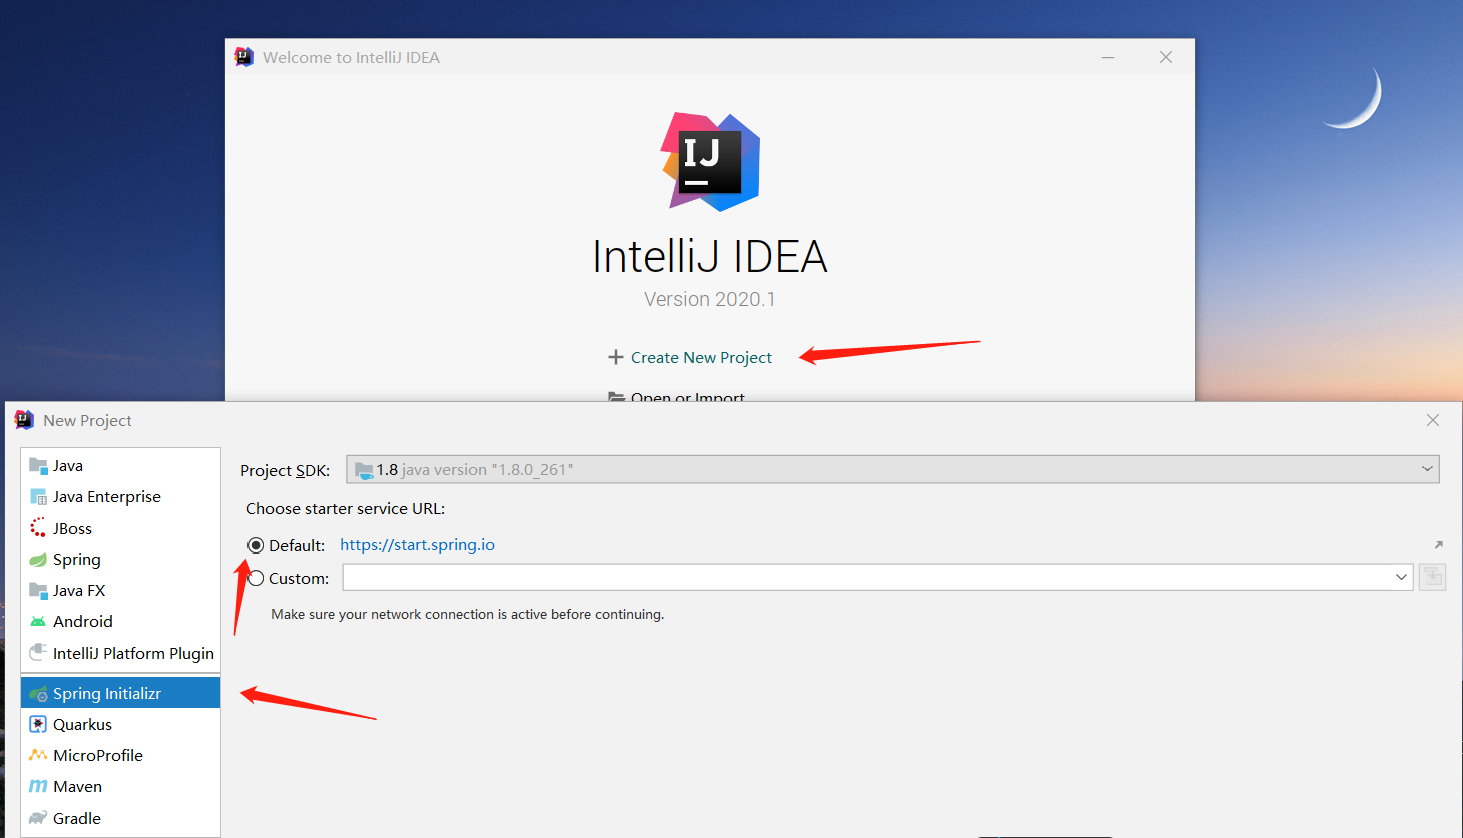 Welcome to IntelliJ IDEA
IJ
IntelliJ IDEA
Version 2020.1
Create New Project
Open or Import
New Project
Java
Java Enterprise
JBoss
Spring
Java FX
Android
IntelliJ Platform Plugin
Spring Initializr
Quarkus
MicroProfile
Maven
Gradle
Project SDK: 1.8 java version "1.8.0_261"
Choose starter service URL:
Default: https://start.spring.io
Custom:
Make sure your network connection is active before continuing.